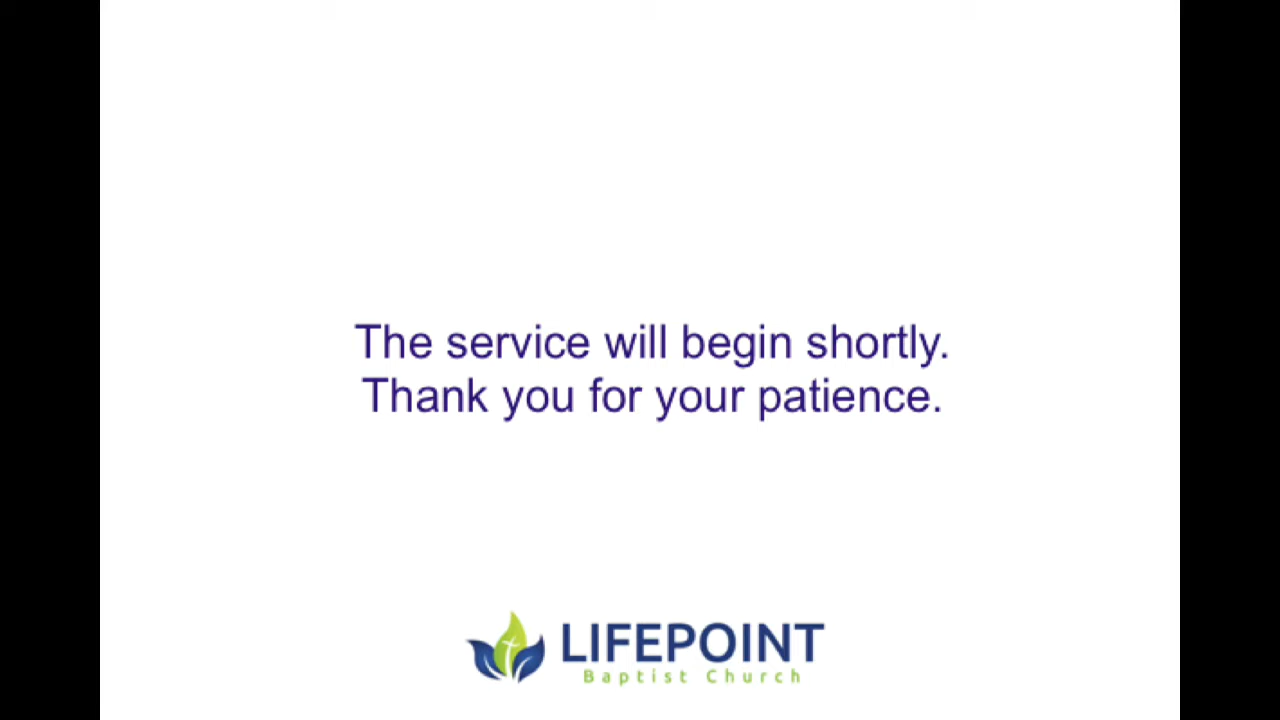 The service will begin shortly.
Thank you for your patience.
LIFEPOINT
Baptist Church